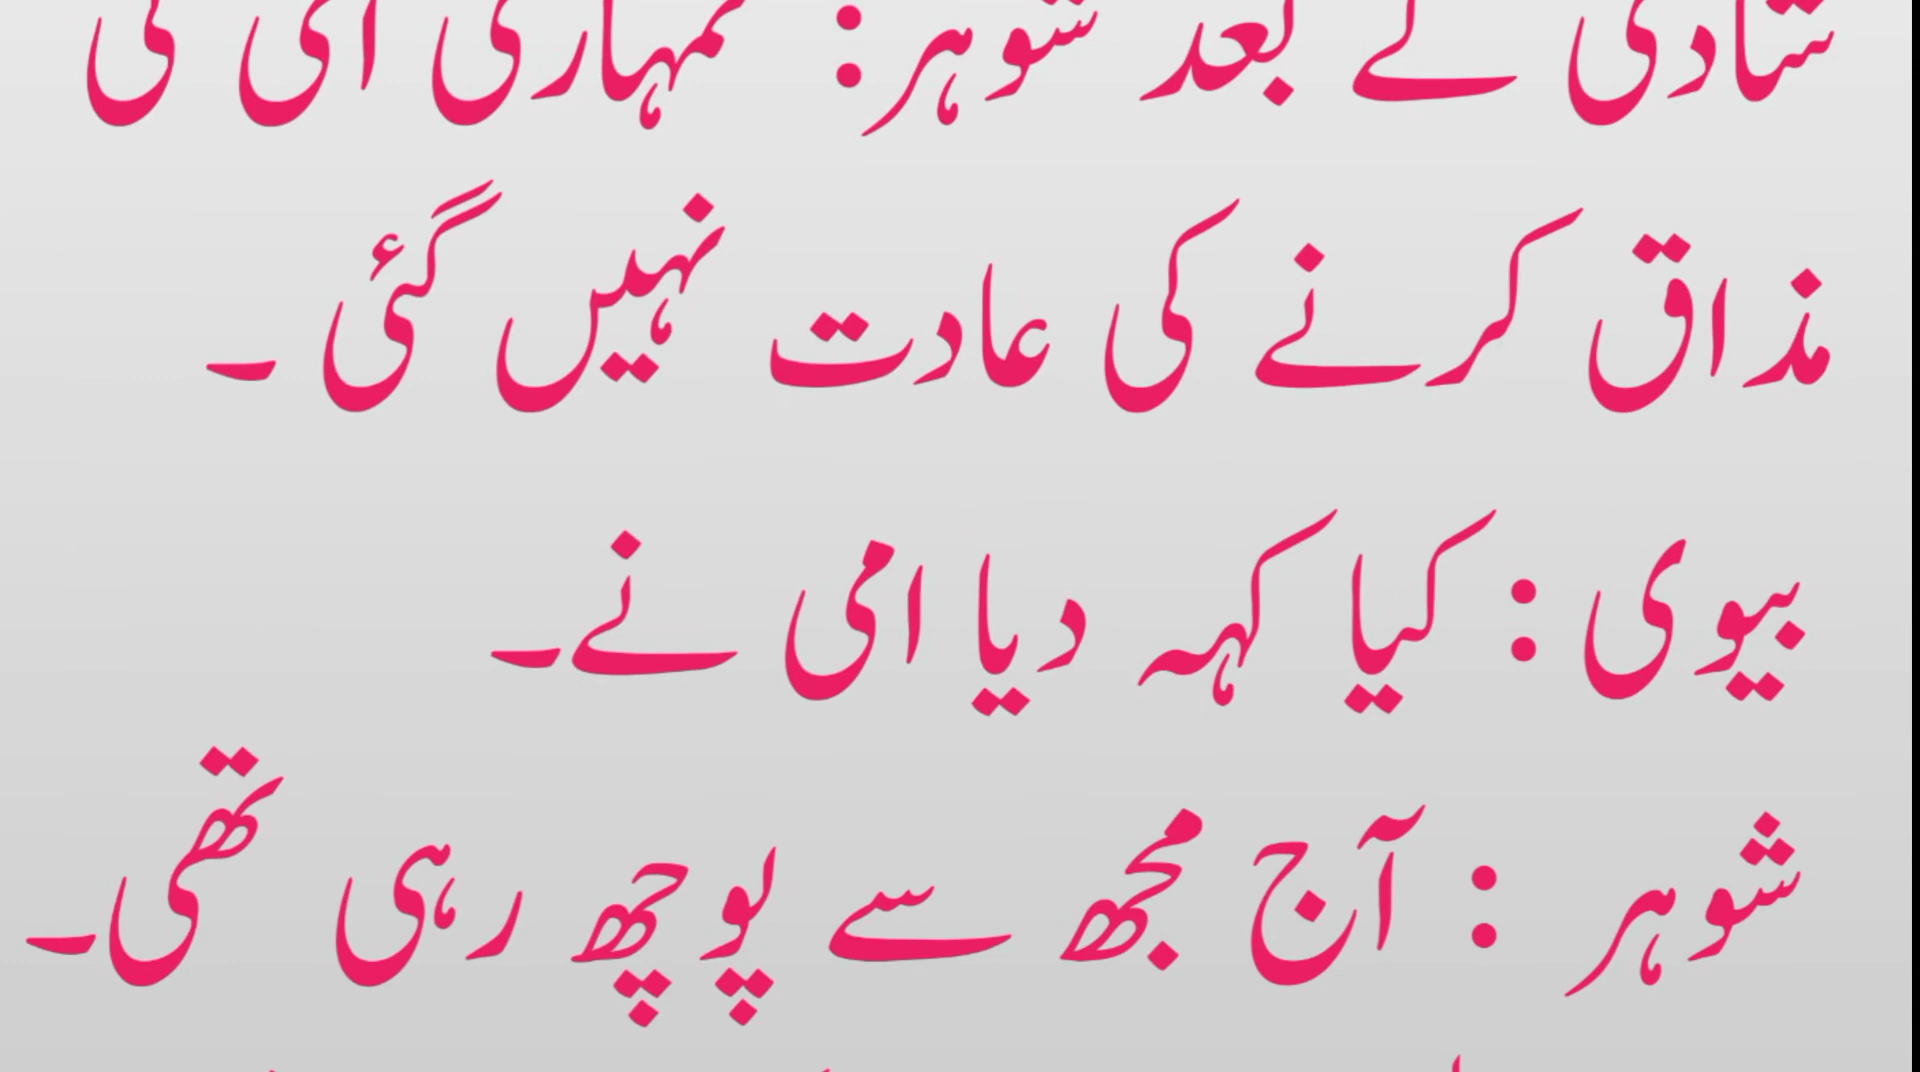 شادی کے بعد شوہر: تمہاری امی کی
مذاق کرنے کی عادت نہیں گئی ۔
بیوی : کیا کہہ دیا امی نے۔
شوہر : آج مجھ سے پوچھ رہی تھی۔